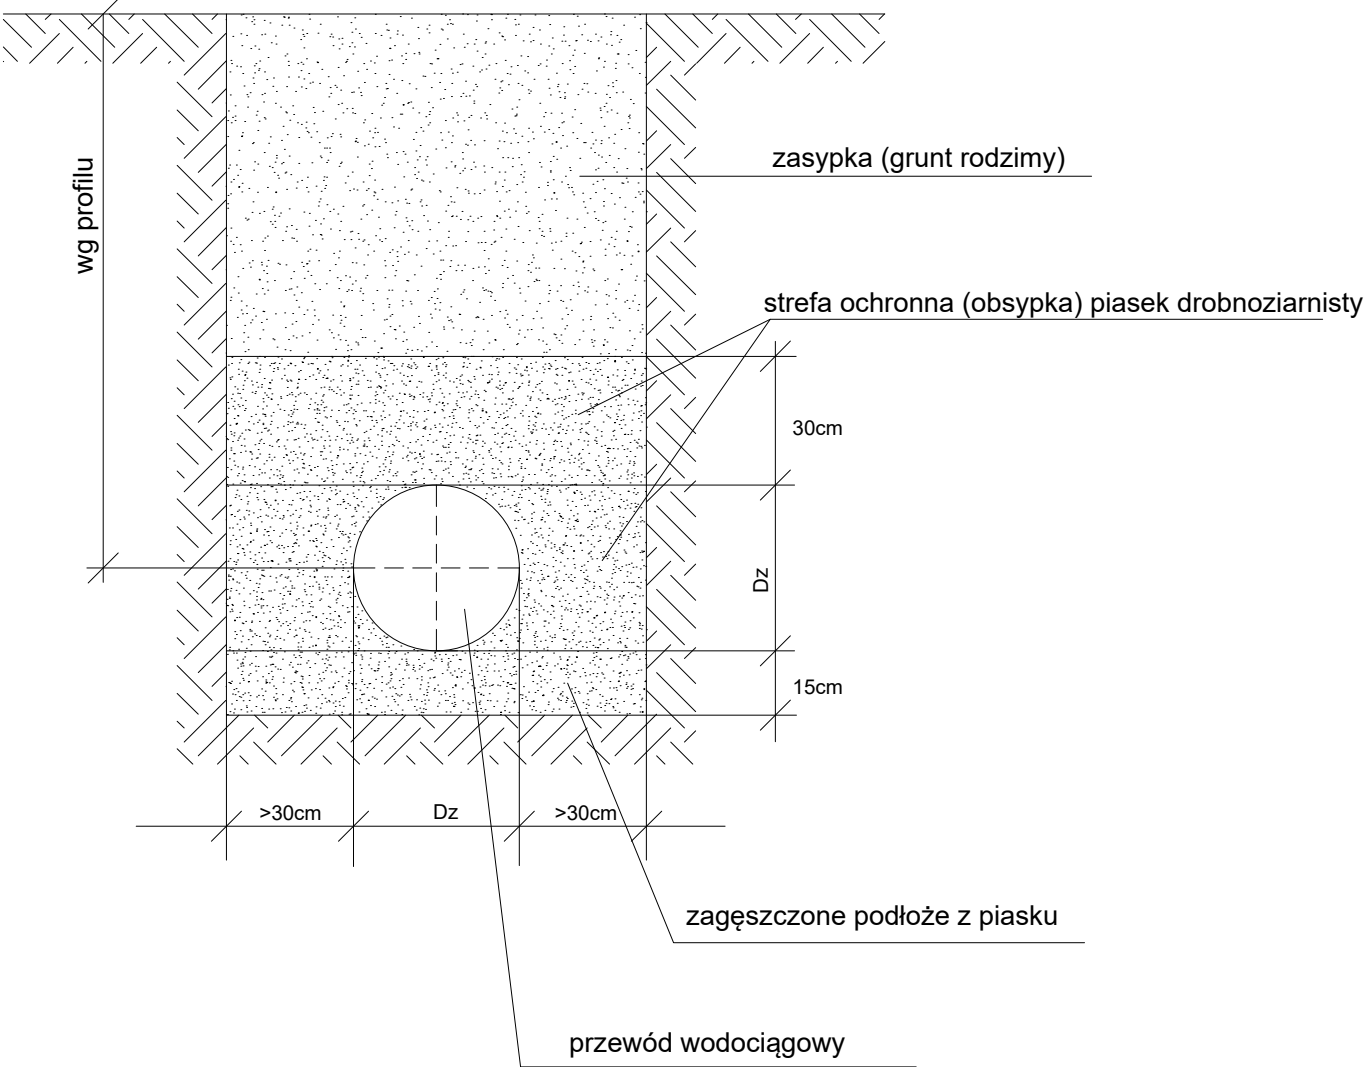 zasypka (grunt rodzimy)
wg profilu
strefa ochronna (obsypka) piasek drobnoziarnisty
30cm
Dz
15cm
>30cm
Dz
>30cm
zagęszczone podłoże z piasku
przewód wodociągowy